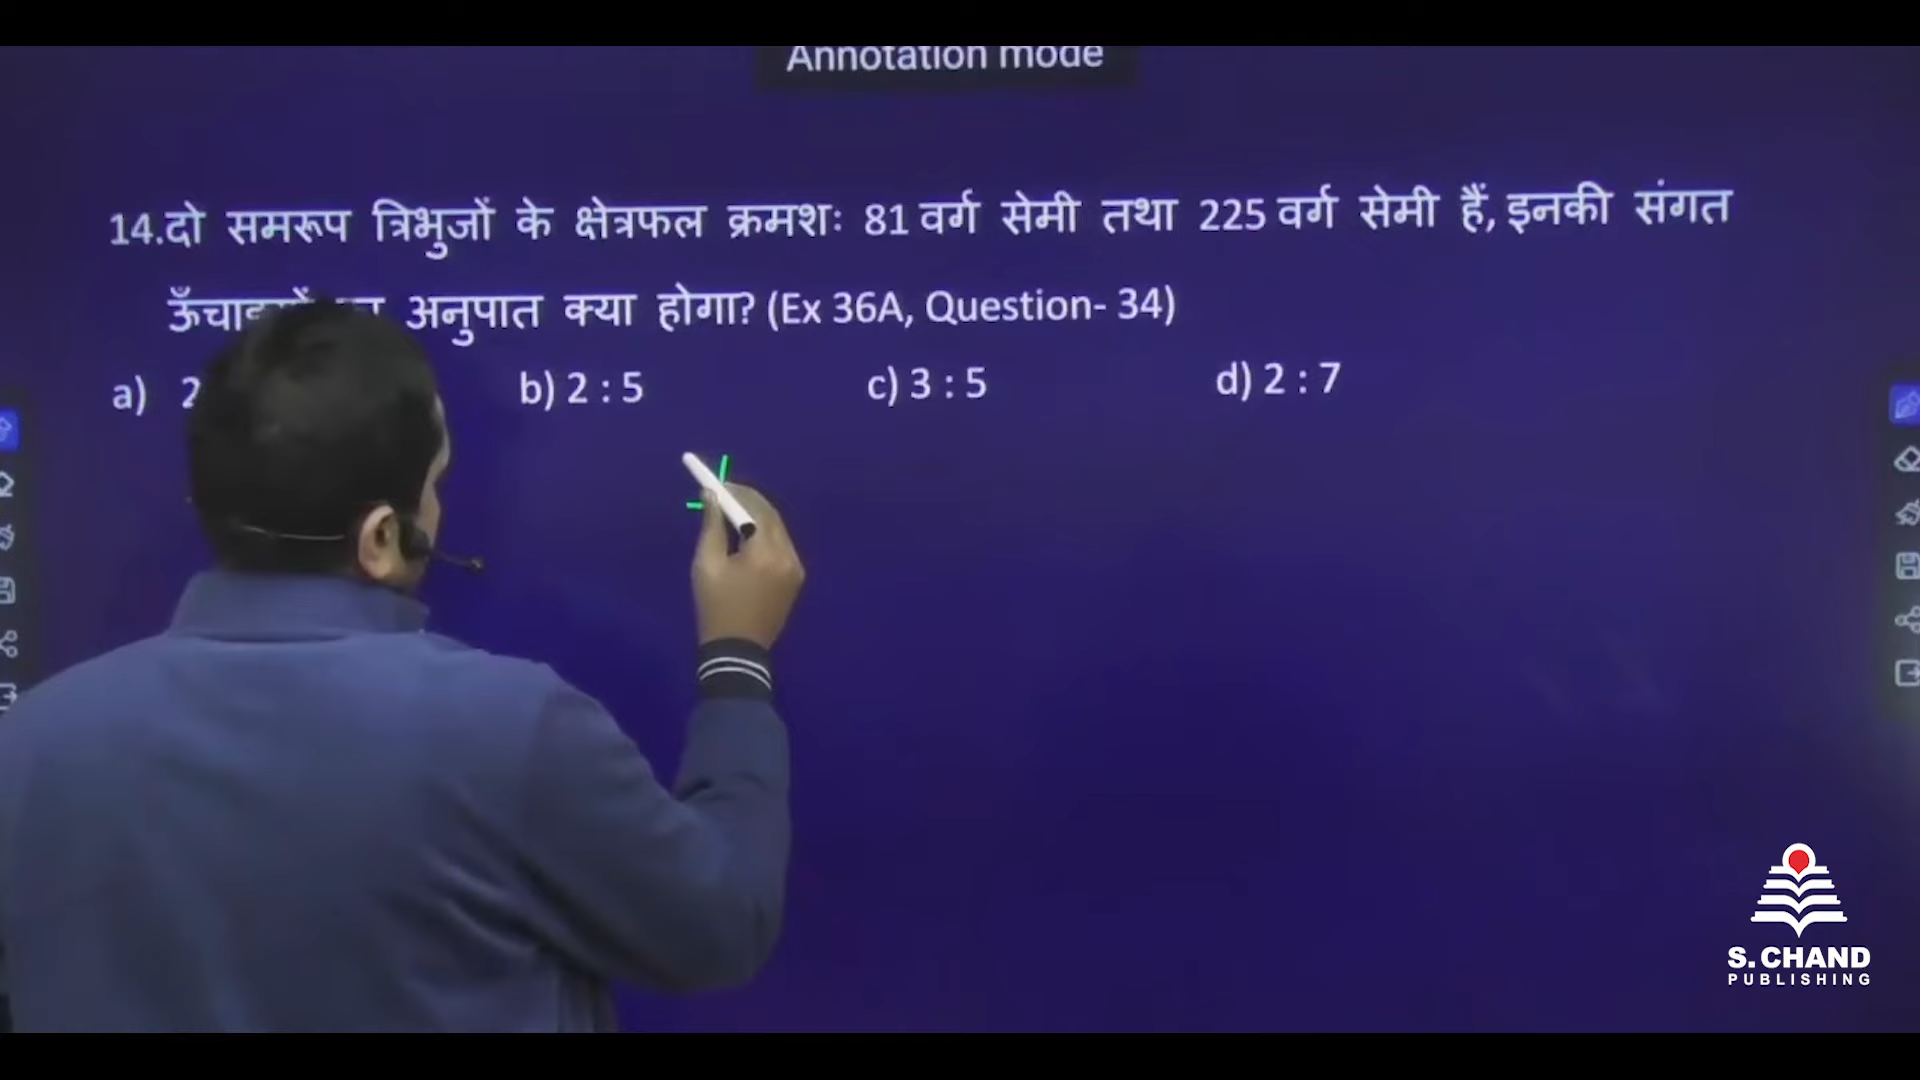 Annotation mode
14.दो समरूप त्रिभुजों के क्षेत्रफल क्रमशः 81 वर्ग सेमी तथा 225 वर्ग सेमी हैं, इनकी संगत
अनुपात क्या होगा? (Ex 36A, Question- 34)
a) 2 b) 2 : 5 c) 3 : 5 d) 2 : 7
S. CHAND
PUBLISHING